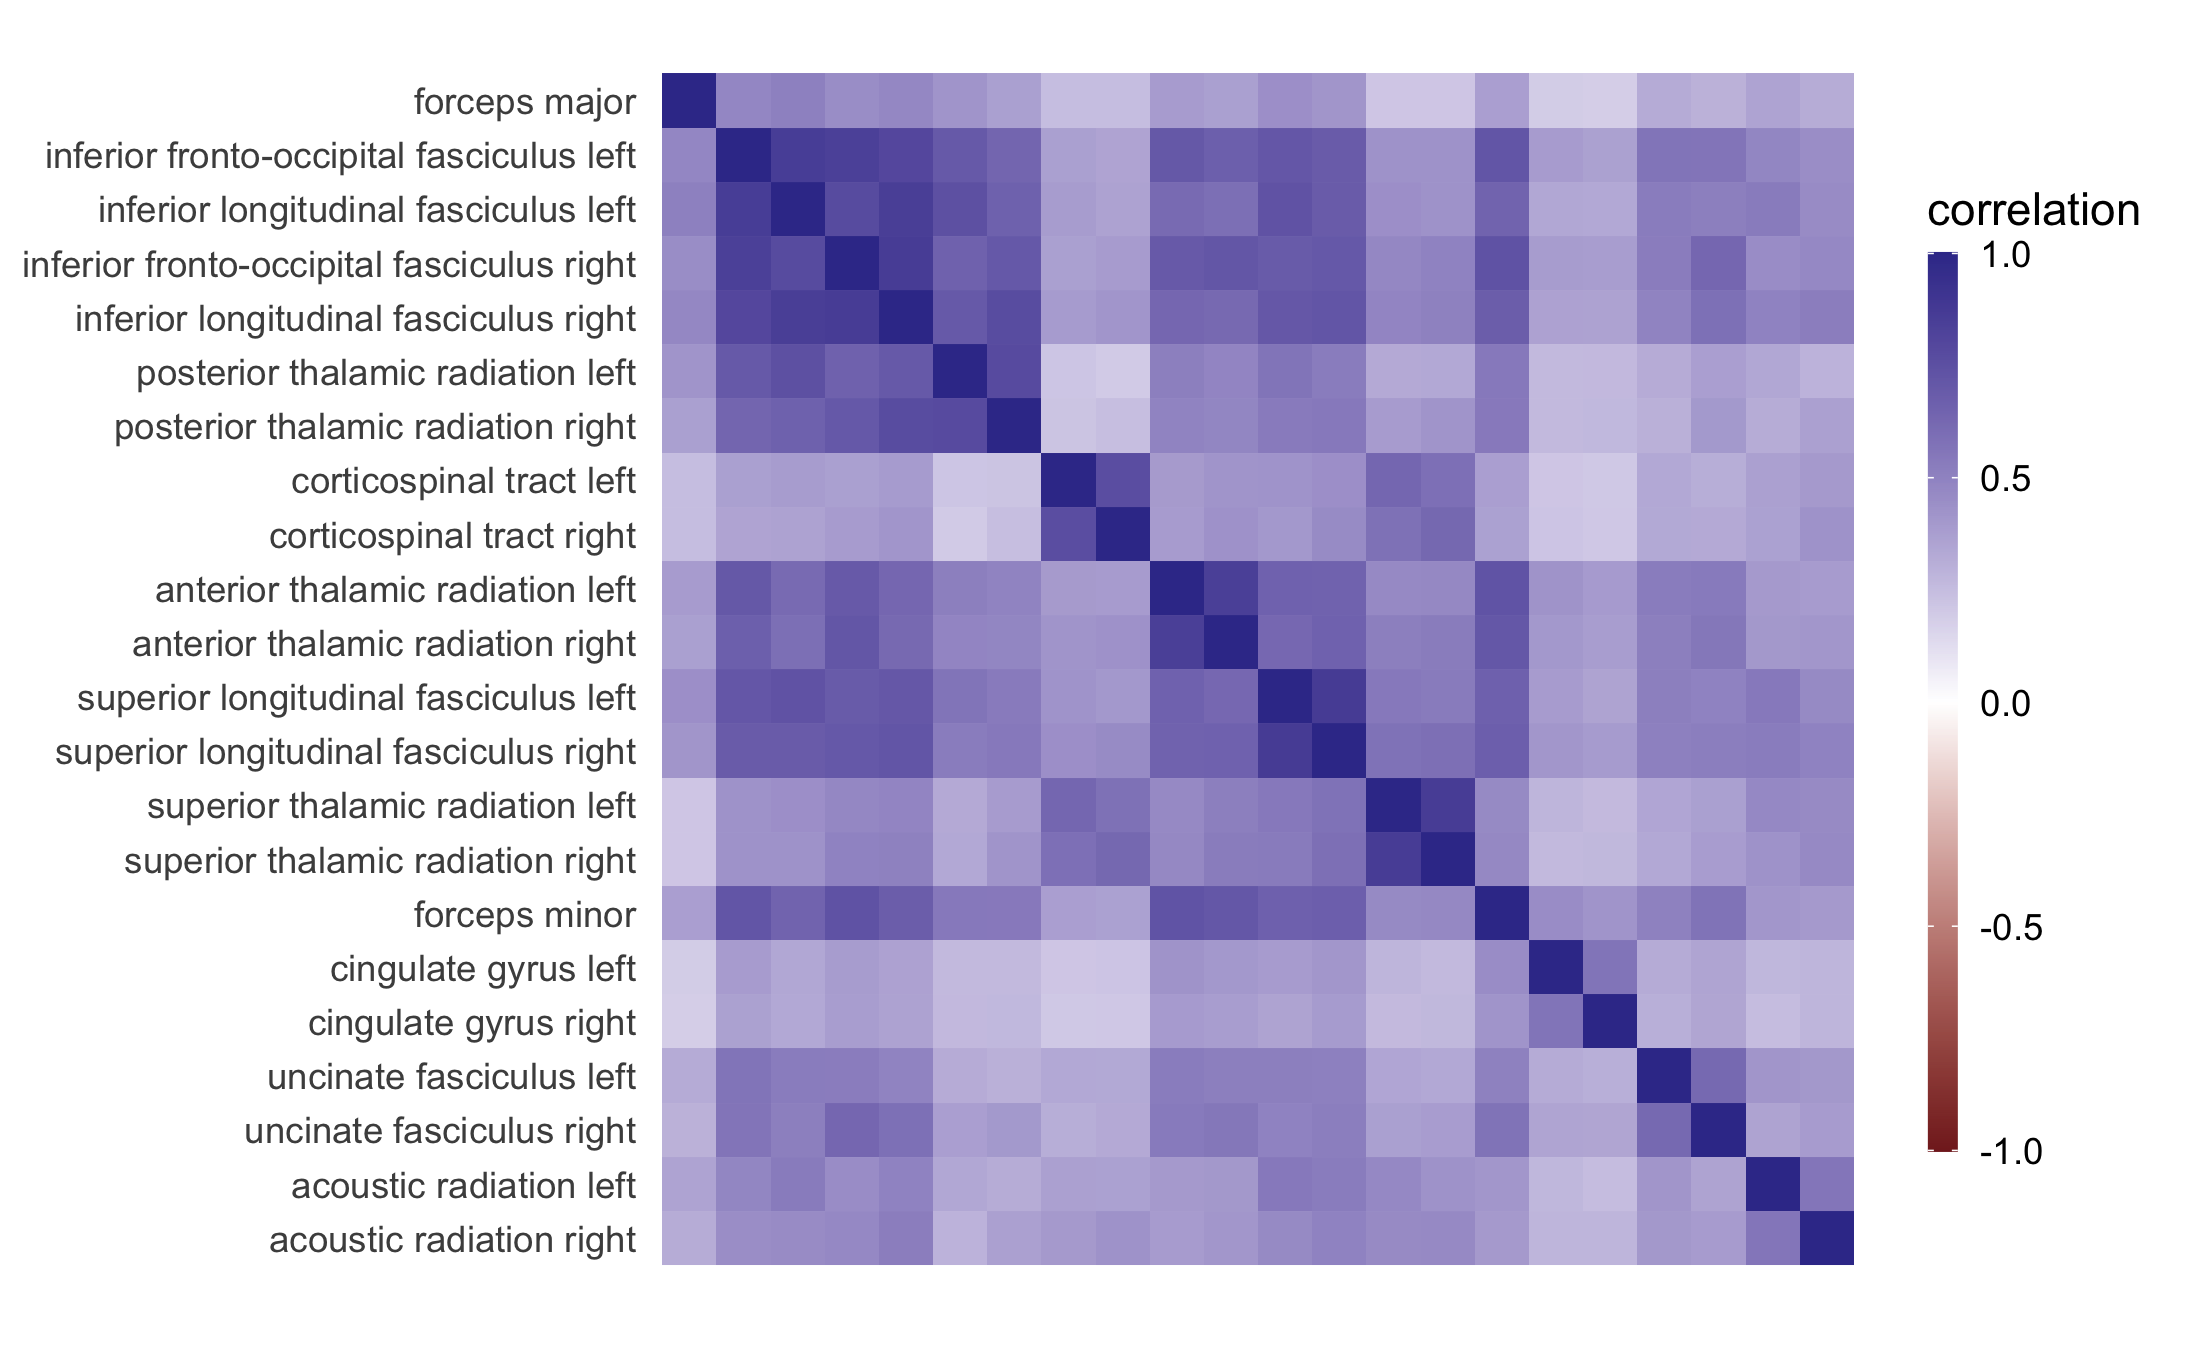 forceps major
inferior fronto-occipital fasciculus left
inferior longitudinal fasciculus left
inferior fronto-occipital fasciculus right
inferior longitudinal fasciculus right
posterior thalamic radiation left
posterior thalamic radiation right
corticospinal tract left
corticospinal tract right
anterior thalamic radiation left
anterior thalamic radiation right
superior longitudinal fasciculus left
superior longitudinal fasciculus right
superior thalamic radiation left
superior thalamic radiation right
forceps minor
cingulate gyrus left
cingulate gyrus right
uncinate fasciculus left
uncinate fasciculus right
acoustic radiation left
acoustic radiation right
correlation
1.0
0.5
0.0
-0.5
-1.0